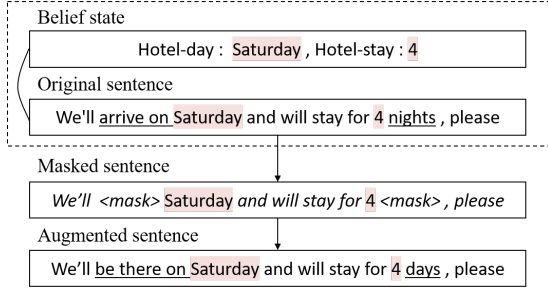 Belief state
Hotel-day : Saturday , Hotel-stay : 4
Original sentence
We'll arrive on Saturday and will stay for 4 nights , please
Masked sentence
We'll <mask> Saturday and will stay for 4 <mask> , please
Augmented sentence
We'll be there on Saturday and will stay for 4 days , please